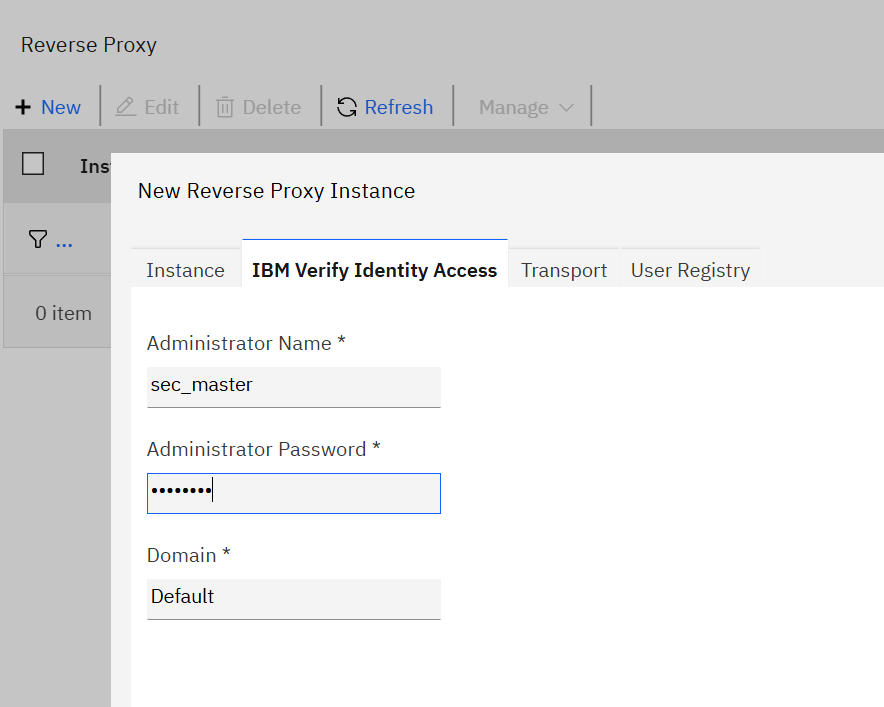 Reverse Proxy
+ New Edit Delete Refresh Manage
Ins
...
0 item
New Reverse Proxy Instance
Instance IBM Verify Identity Access Transport User Registry
Administrator Name *
sec_master
Administrator Password *
••••••••
Domain *
Default